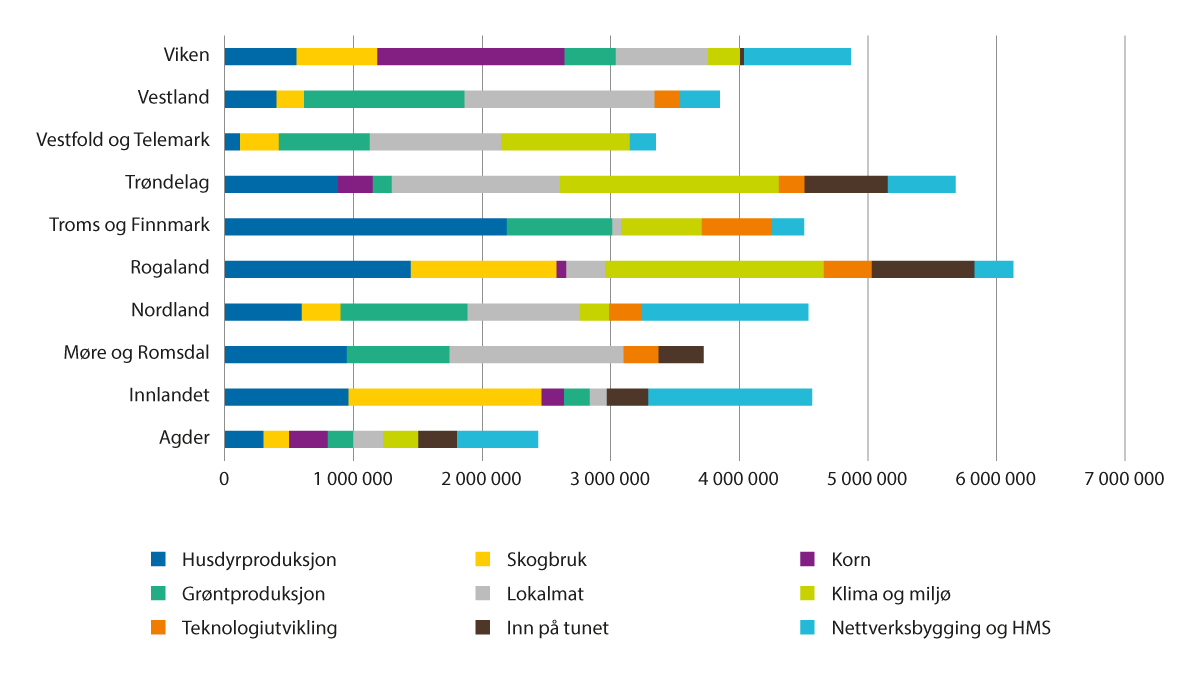 Viken
Vestland
Vestfold og Telemark
Trøndelag
Troms og Finnmark
Rogaland
Nordland
Møre og Romsdal
Innlandet
Agder
0 1 000 000 2 000 000 3 000 000 4 000 000 5 000 000 6 000 000 7 000 000
Husdyrproduksjon Skogbruk Korn
Grøntproduksjon Lokalmat Klima og miljø
Teknologiutvikling Inn på tunet Nettverksbygging og HMS